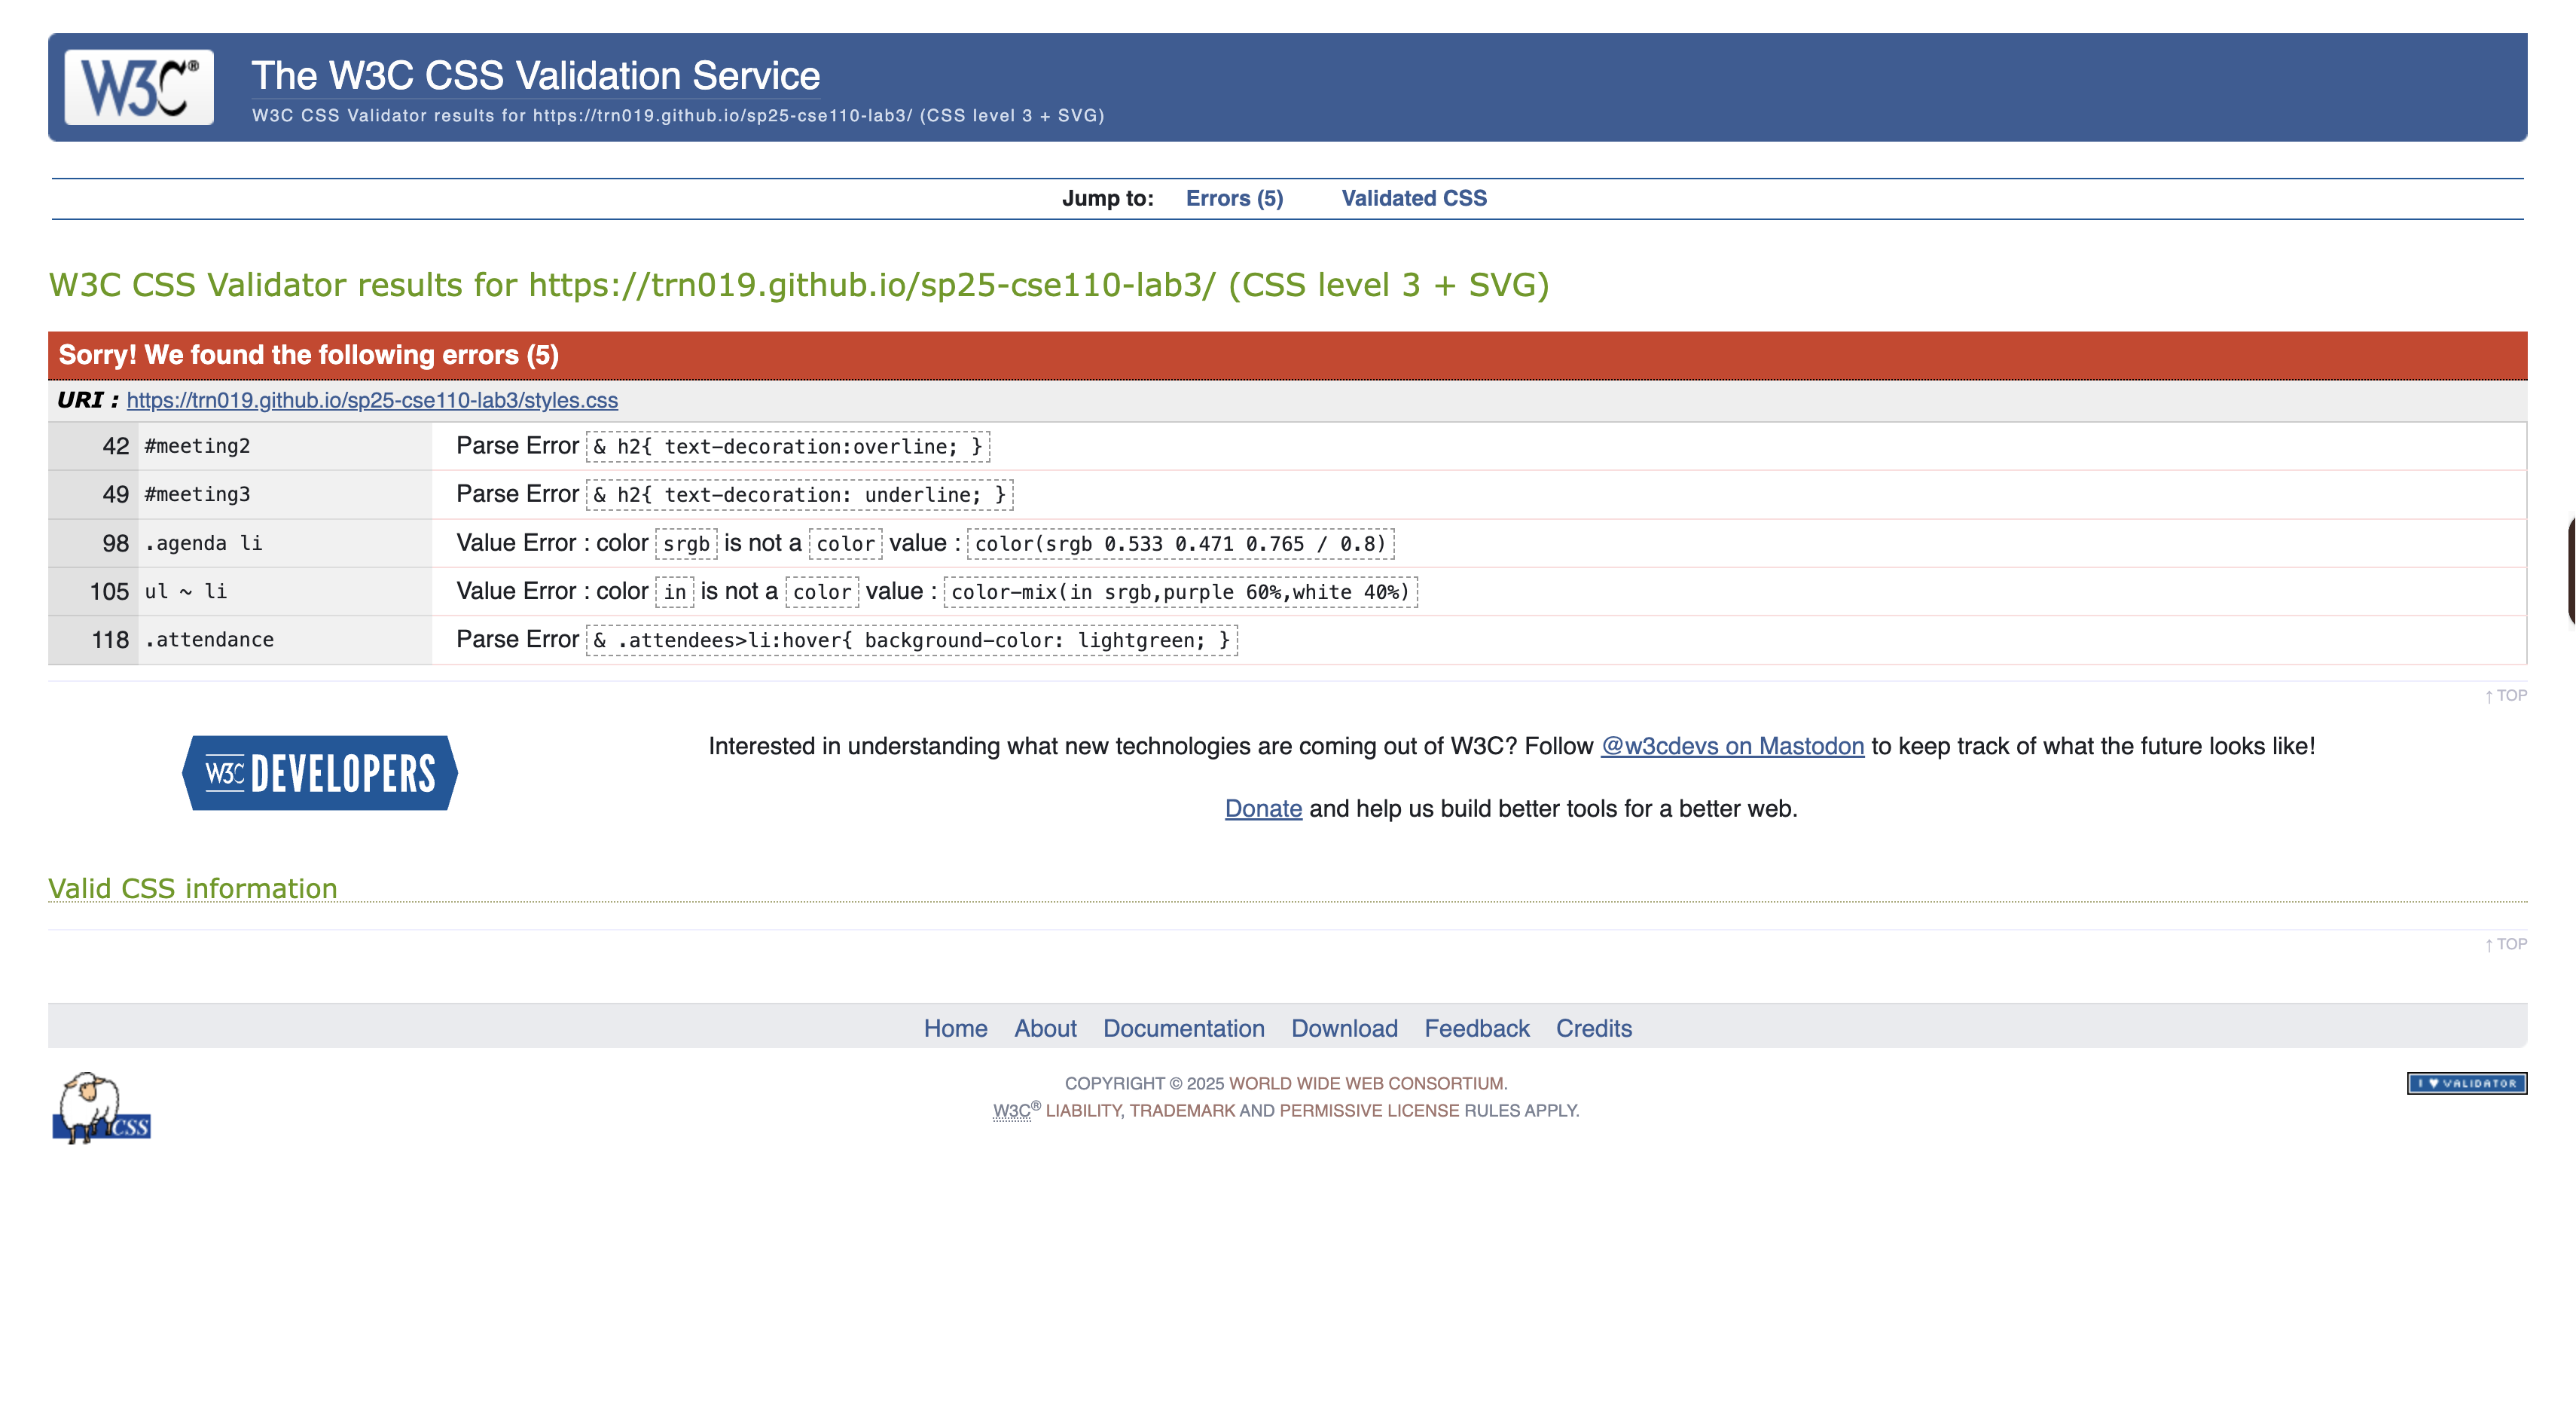 W3C®
The W3C CSS Validation Service
W3C CSS Validator results for https://trn019.github.io/sp25-cse110-lab3/ (CSS level 3 + SVG)
Jump to: Errors (5) Validated CSS
W3C CSS Validator results for https://trn019.github.io/sp25-cse110-lab3/ (CSS level 3 + SVG)
Sorry! We found the following errors (5)
URI : https://trn019.github.io/sp25-cse110-lab3/styles.css
42 #meeting2 Parse Error & h2{ text-decoration:overline; }
49 #meeting3 Parse Error & h2{ text-decoration: underline; }
98 .agenda li Value Error : color srgb is not a color value : color(srgb 0.533 0.471 0.765 / 0.8)
105 ul ~ li Value Error : color in is not a color value : color-mix(in srgb,purple 60%,white 40%)
118 .attendance Parse Error & .attendees>li:hover{ background-color: lightgreen; }
↑ TOP
W3C DEVELOPERS
Interested in understanding what new technologies are coming out of W3C? Follow @w3cdevs on Mastodon to keep track of what the future looks like!
Donate and help us build better tools for a better web.
Valid CSS information
↑ TOP
Home About Documentation Download Feedback Credits
CSS
COPYRIGHT © 2025 WORLD WIDE WEB CONSORTIUM.
W3C® LIABILITY, TRADEMARK AND PERMISSIVE LICENSE RULES APPLY.
I ♥ VALIDATOR